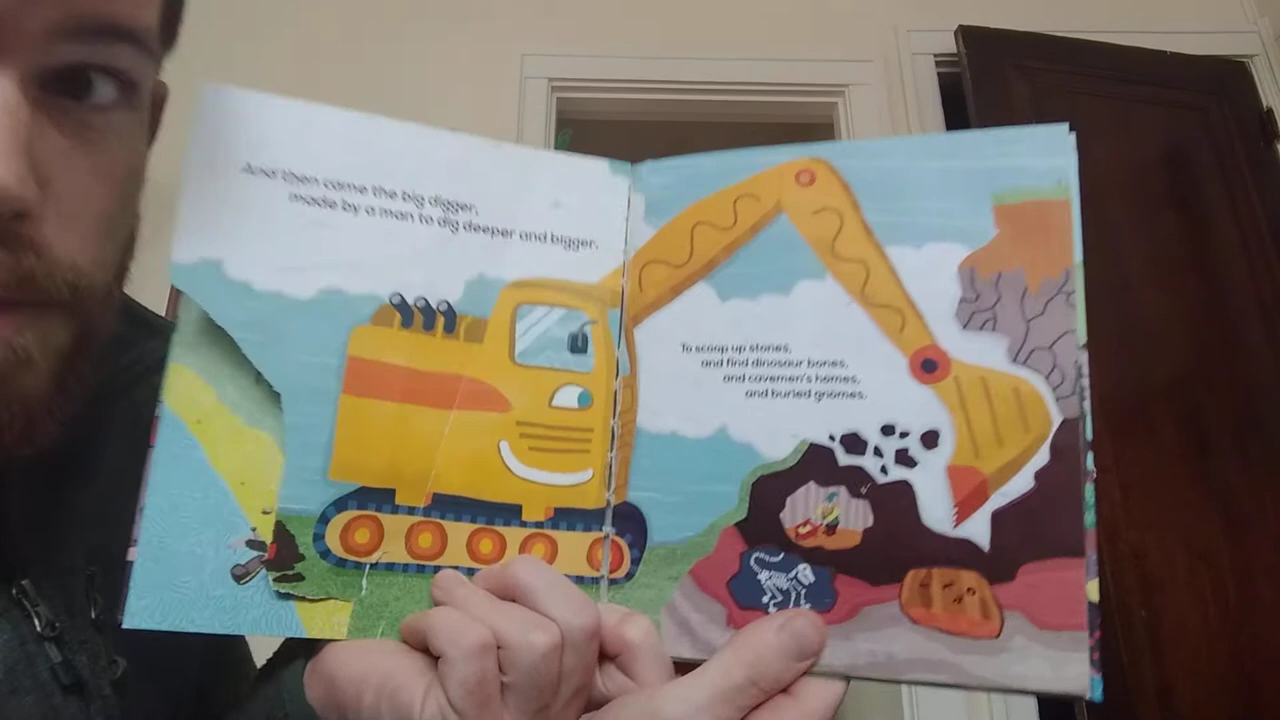 And then came the big digger,
made by a man to dig deeper and bigger.
To scoop up stones,
and find dinosaur bones,
and cavemen's homes,
and buried gnomes.